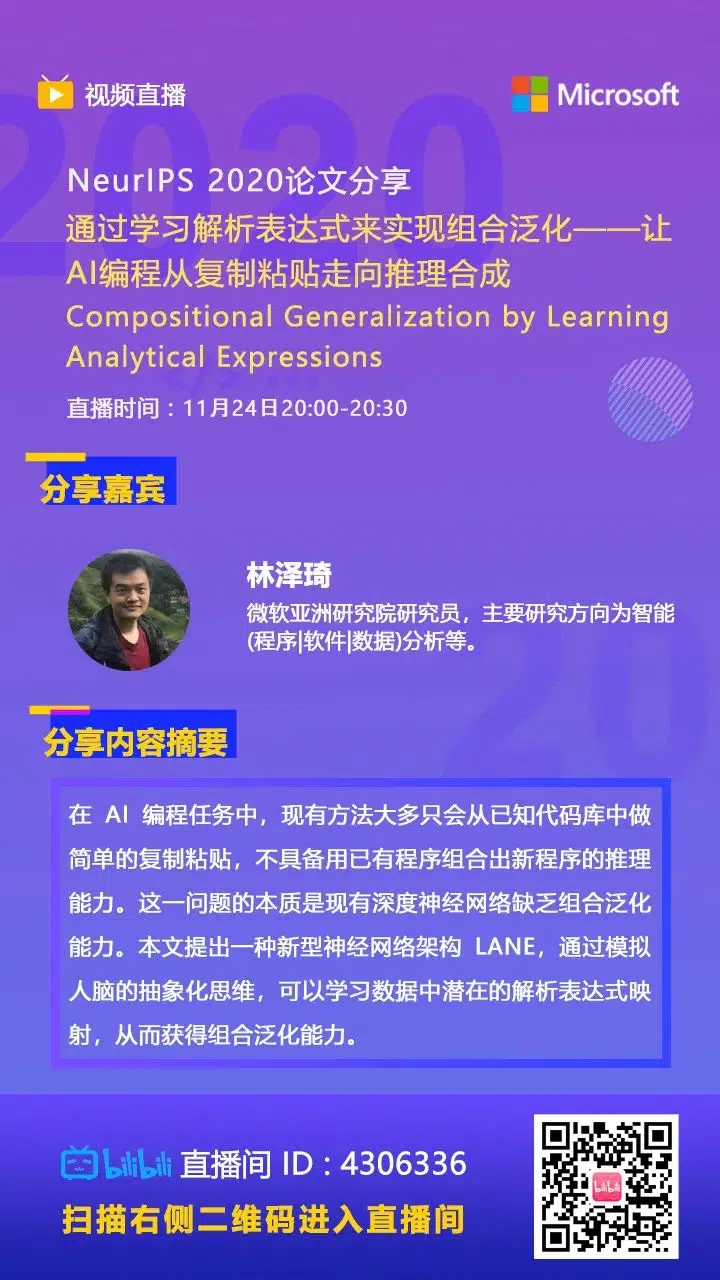 视频直播
Microsoft
NeurIPS 2020论文分享
通过学习解析表达式来实现组合泛化——让
AI编程从复制粘贴走向推理合成
Compositional Generalization by Learning
Analytical Expressions
直播时间：11月24日20:00-20:30
分享嘉宾
林泽琦
微软亚洲研究院研究员，主要研究方向为智能
(程序|软件|数据)分析等。
分享内容摘要
在 AI 编程任务中，现有方法大多只会从已知代码库中做
简单的复制粘贴，不具备用已有程序组合出新程序的推理
能力。这一问题的本质是现有深度神经网络缺乏组合泛化
能力。本文提出一种新型神经网络架构 LANE，通过模拟
人脑的抽象化思维，可以学习数据中潜在的解析表达式映
射，从而获得组合泛化能力。
bilibili 直播间 ID：4306336
扫描右侧二维码进入直播间
bilibili
2020
20